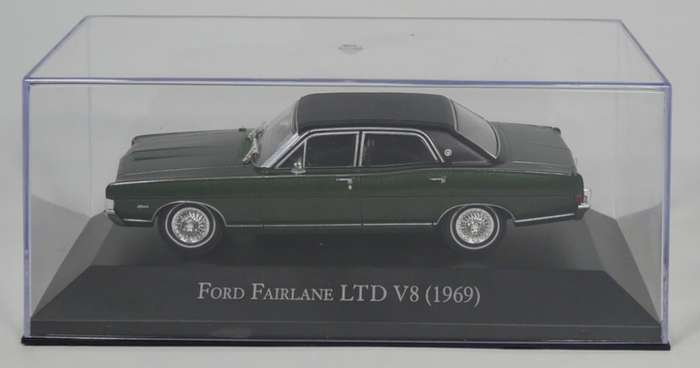 FORD FAIRLANE LTD V8 (1969)